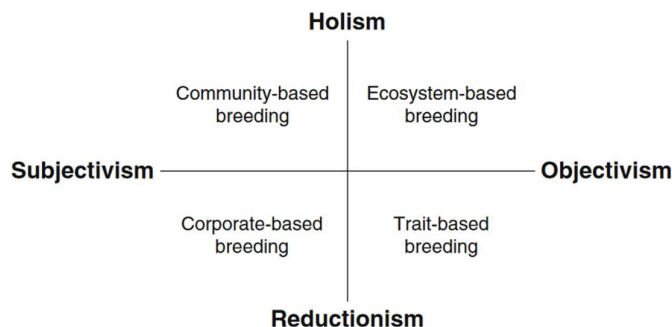 Holism
Community-based
breeding
Ecosystem-based
breeding
Subjectivism
Objectivism
Corporate-based
breeding
Trait-based
breeding
Reductionism